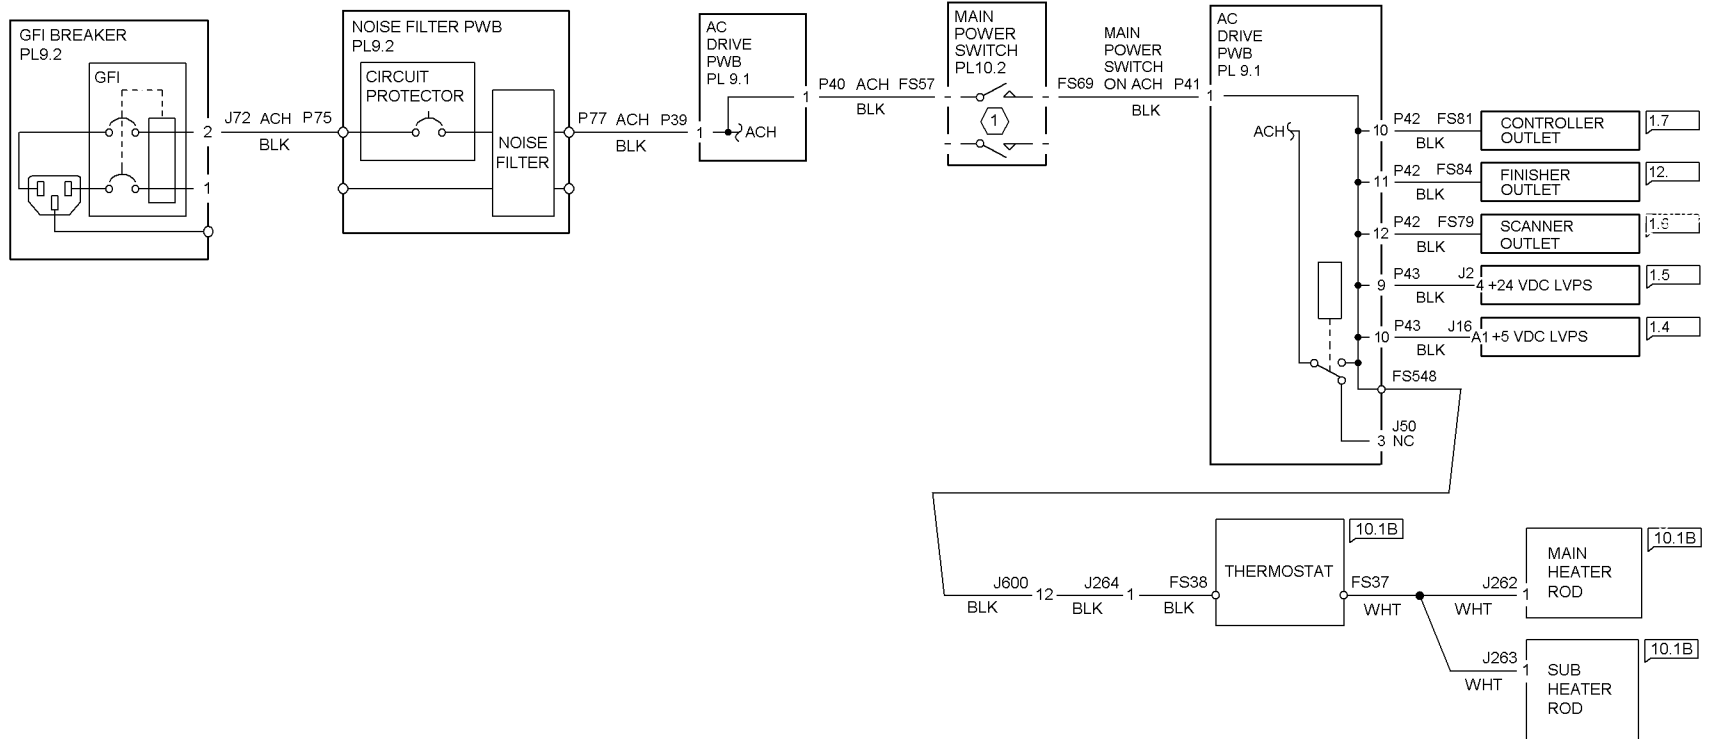 GFI BREAKER
PL9.2
GFI
2
1
J72 ACH P75
BLK
NOISE FILTER PWB
PL9.2
CIRCUIT
PROTECTOR
NOISE
FILTER
P77 ACH P39
BLK
AC
DRIVE
PWB
PL 9.1
1
ACH
1
P40 ACH FS57
BLK
MAIN
POWER
SWITCH
PL10.2
1
FS69
MAIN
POWER
SWITCH
ON ACH
P41
BLK
AC
DRIVE
PWB
PL 9.1
1
ACH
10 P42 FS81
BLK
CONTROLLER
OUTLET
1.7
11 P42 FS84
BLK
FINISHER
OUTLET
12.
12 P42 FS79
BLK
SCANNER
OUTLET
9 P43 J2
BLK
4 +24 VDC LVPS
1.5
10 P43 J16
BLK
A1 +5 VDC LVPS
1.4
FS548
J50
3 NC
J600
12
BLK
J264
1
BLK
FS38
BLK
THERMOSTAT
10.1B
FS37
WHT
J262
1
WHT
MAIN
HEATER
ROD
10.1B
J263
1
WHT
SUB
HEATER
ROD
10.1B